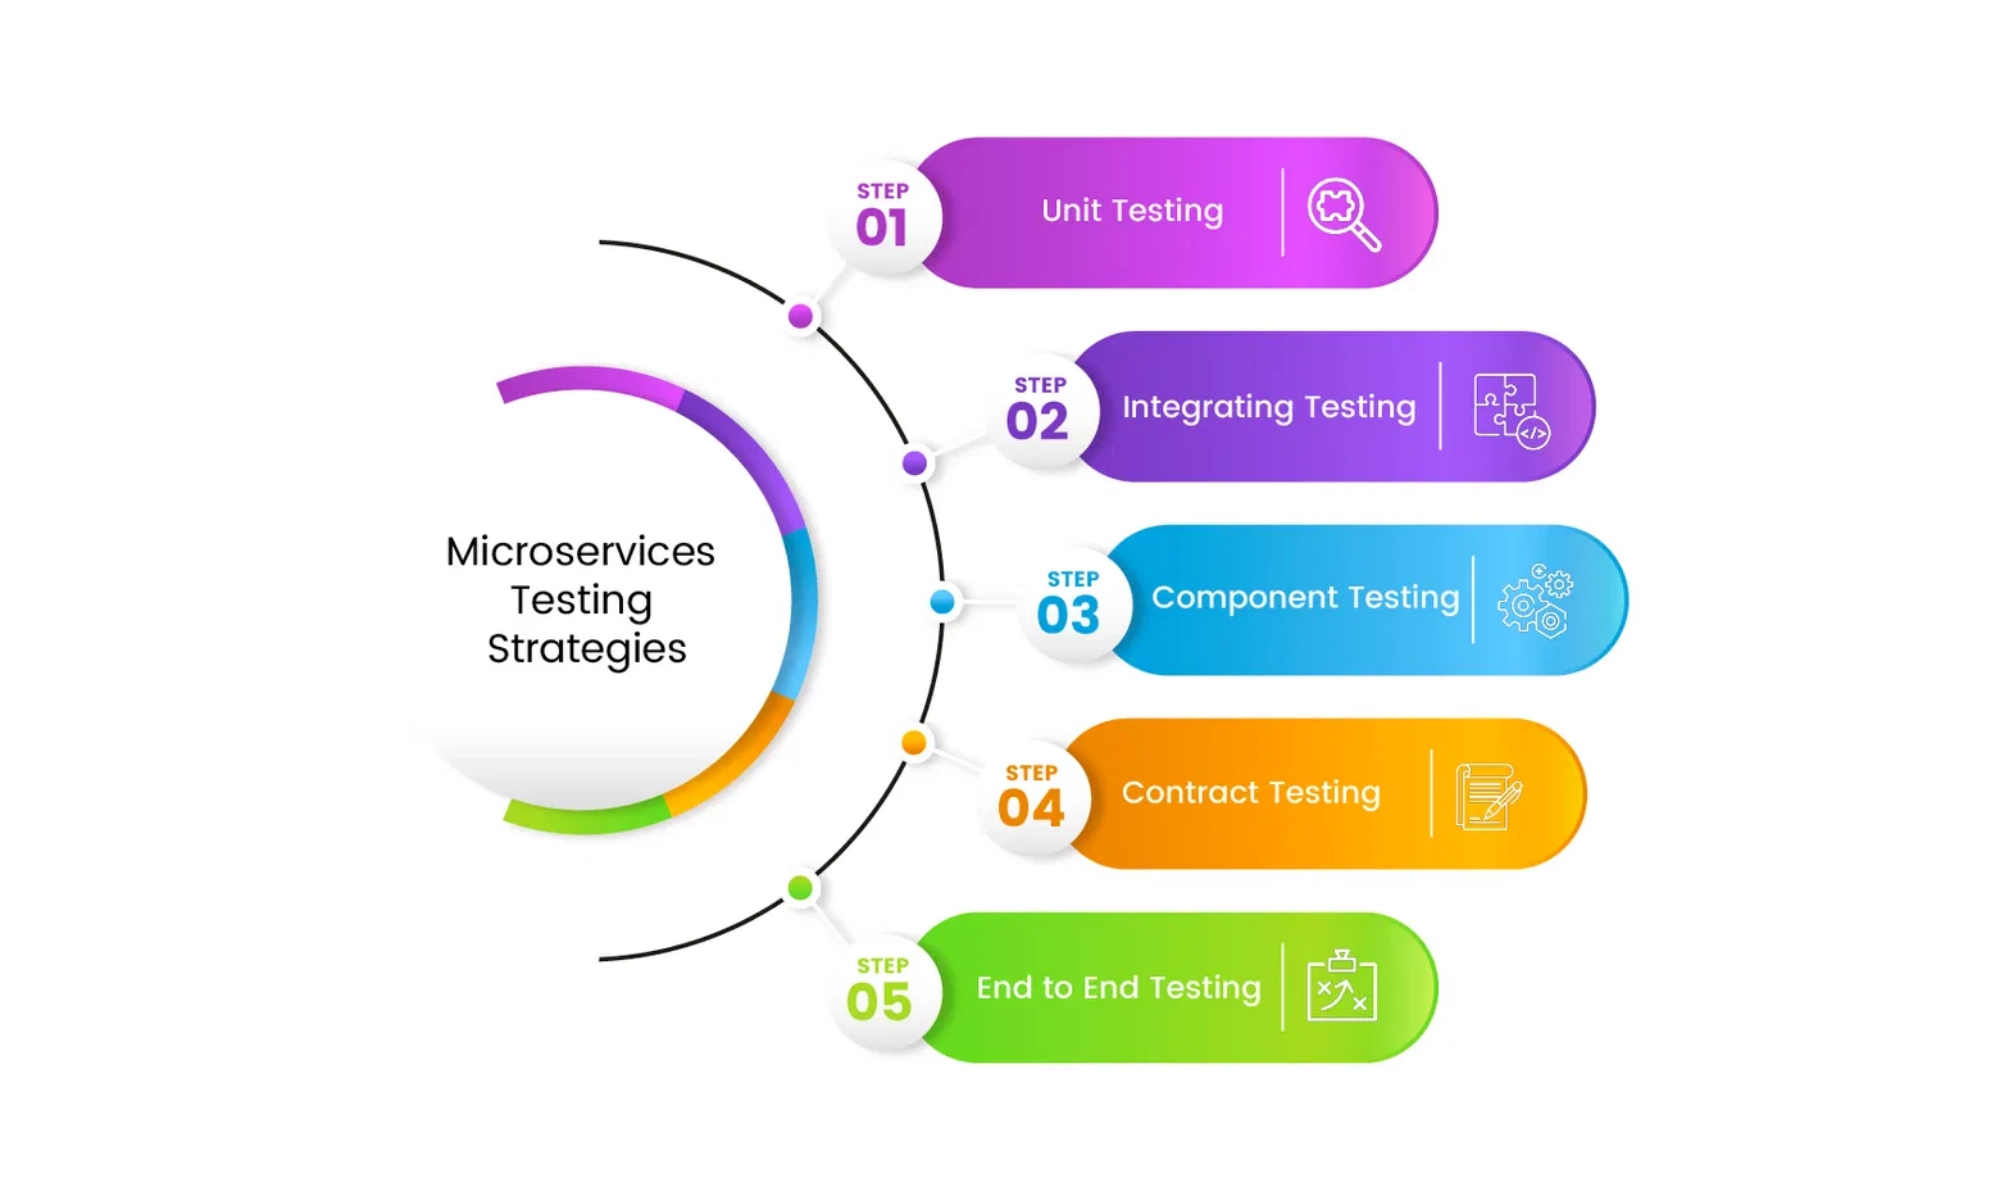 Microservices
Testing
Strategies
STEP
01
Unit Testing
STEP
02
Integrating Testing
</>
STEP
03
Component Testing
STEP
04
Contract Testing
STEP
05
End to End Testing